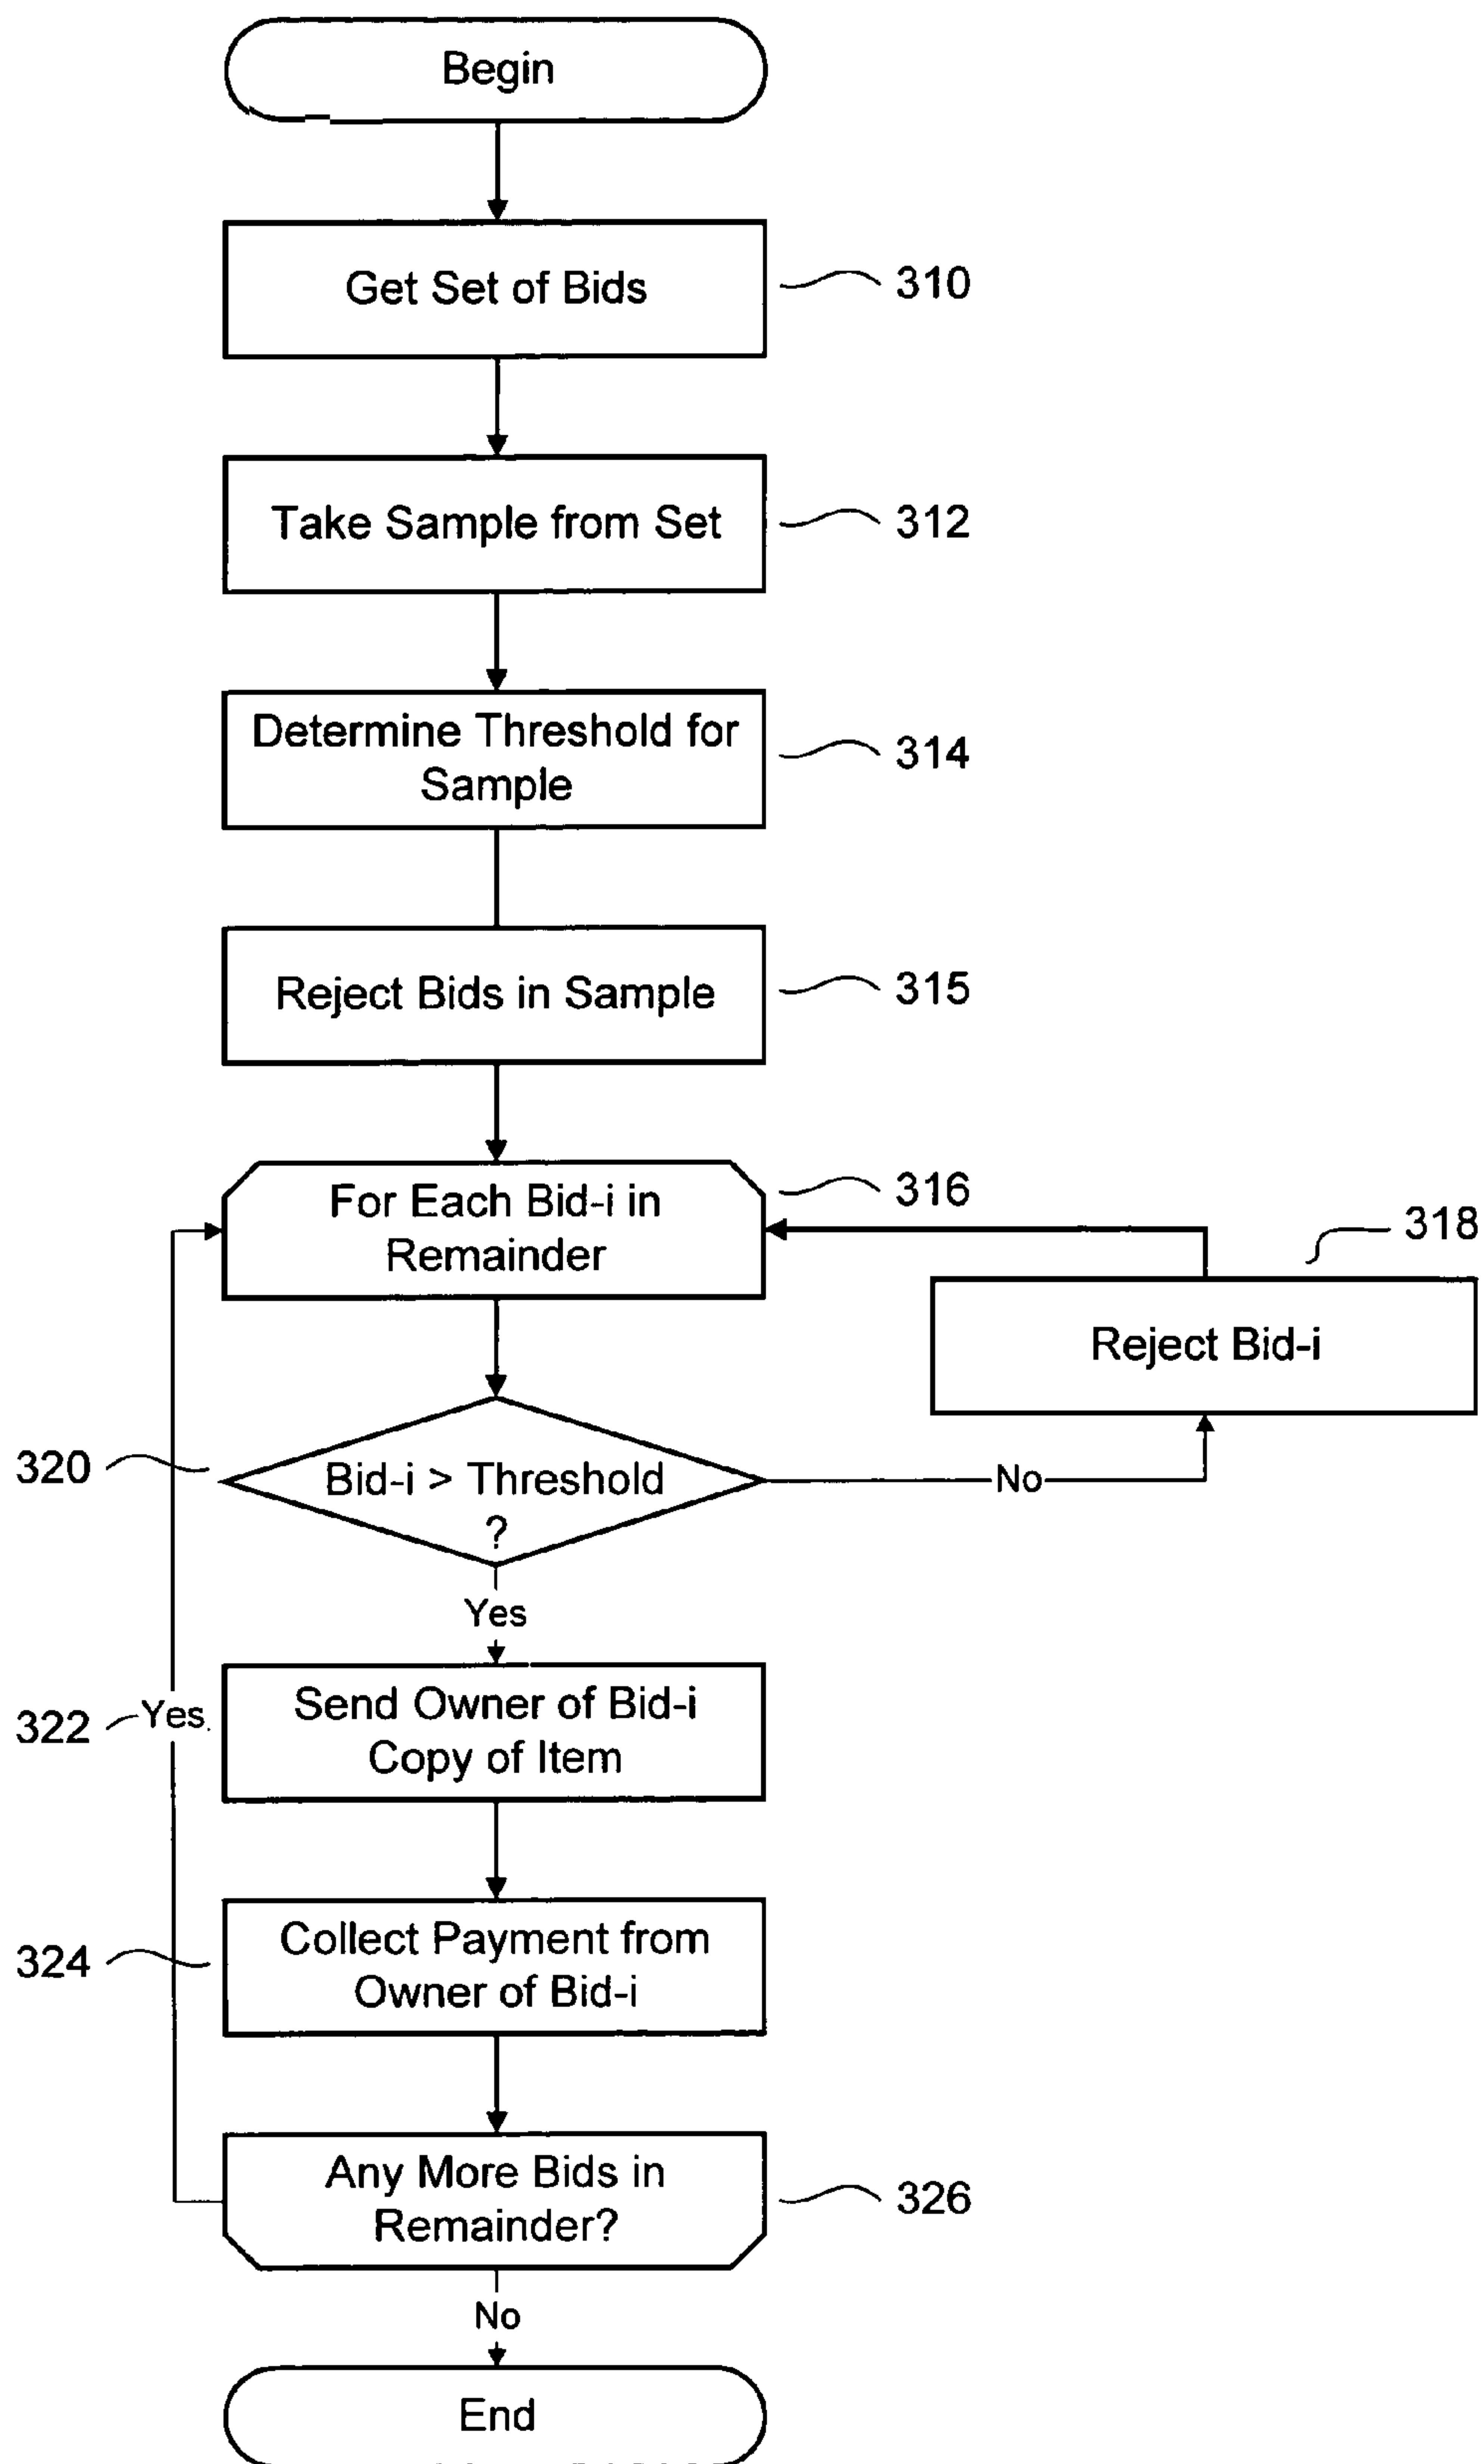 Begin
Get Set of Bids
310
Take Sample from Set
312
Determine Threshold for
Sample
314
Reject Bids in Sample
315
For Each Bid-i in
Remainder
316
318
Reject Bid-i
320
Bid-i > Threshold
?
No
Yes
Send Owner of Bid-i
Copy of Item
322
Yes
Collect Payment from
Owner of Bid-i
324
Any More Bids in
Remainder?
326
No
End